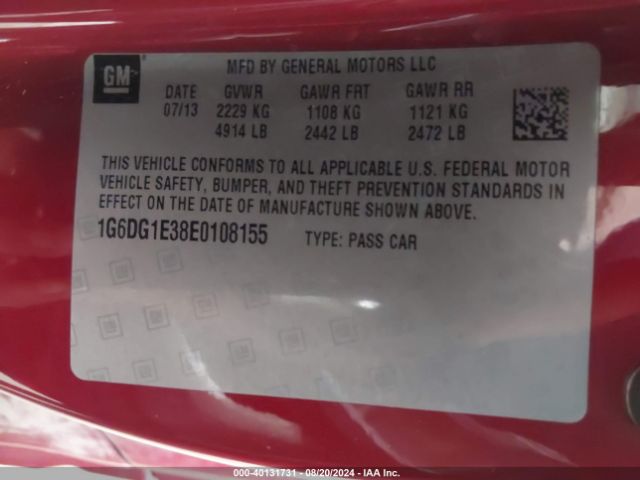 GM
MFD BY GENERAL MOTORS LLC
DATE GVWR GAWR FRT GAWR RR
07/13 2229 KG 1108 KG 1121 KG
4914 LB 2442 LB 2472 LB
THIS VEHICLE CONFORMS TO ALL APPLICABLE U.S. FEDERAL MOTOR
VEHICLE SAFETY, BUMPER, AND THEFT PREVENTION STANDARDS IN
EFFECT ON THE DATE OF MANUFACTURE SHOWN ABOVE.
1G6DG1E38E0108155 TYPE: PASS CAR
000-40131731 - 08/20/2024 - IAA Inc.